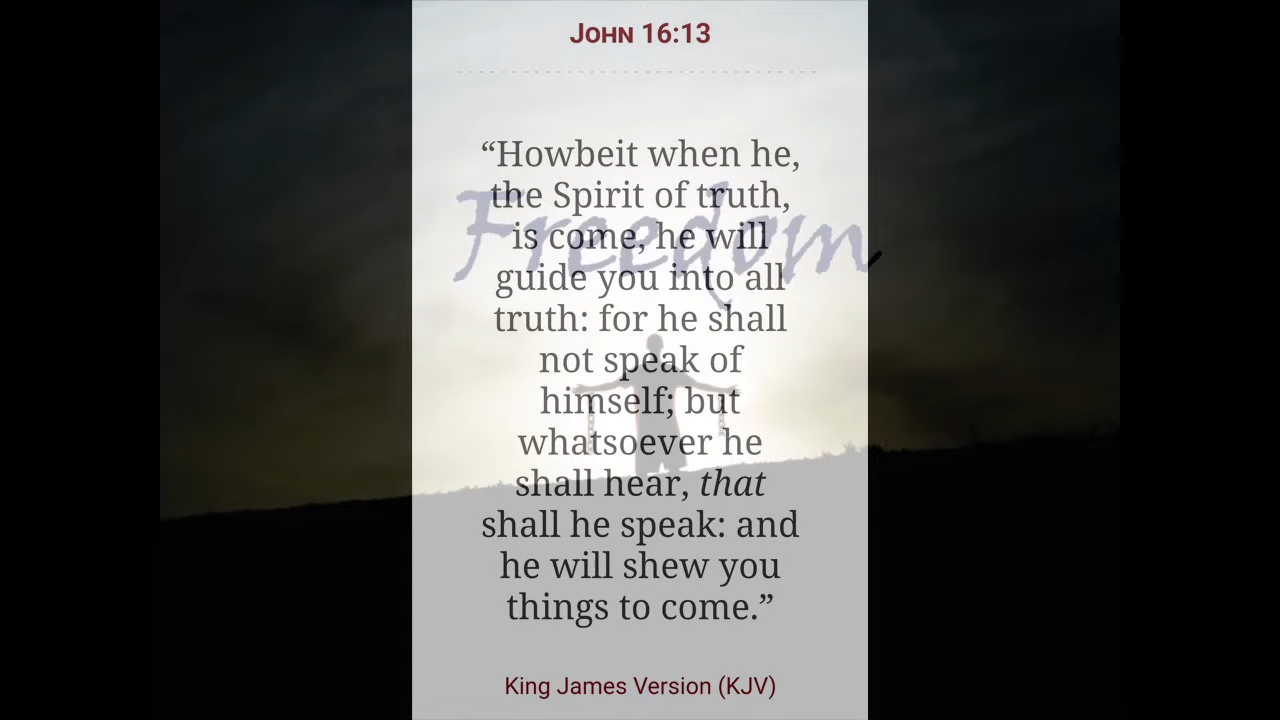 John 16:13
“Howbeit when he,
the Spirit of truth,
Freedom
is come, he will
guide you into all
truth: for he shall
not speak of
himself; but
whatsoever he
shall hear, that
shall he speak: and
he will shew you
things to come.”
King James Version (KJV)